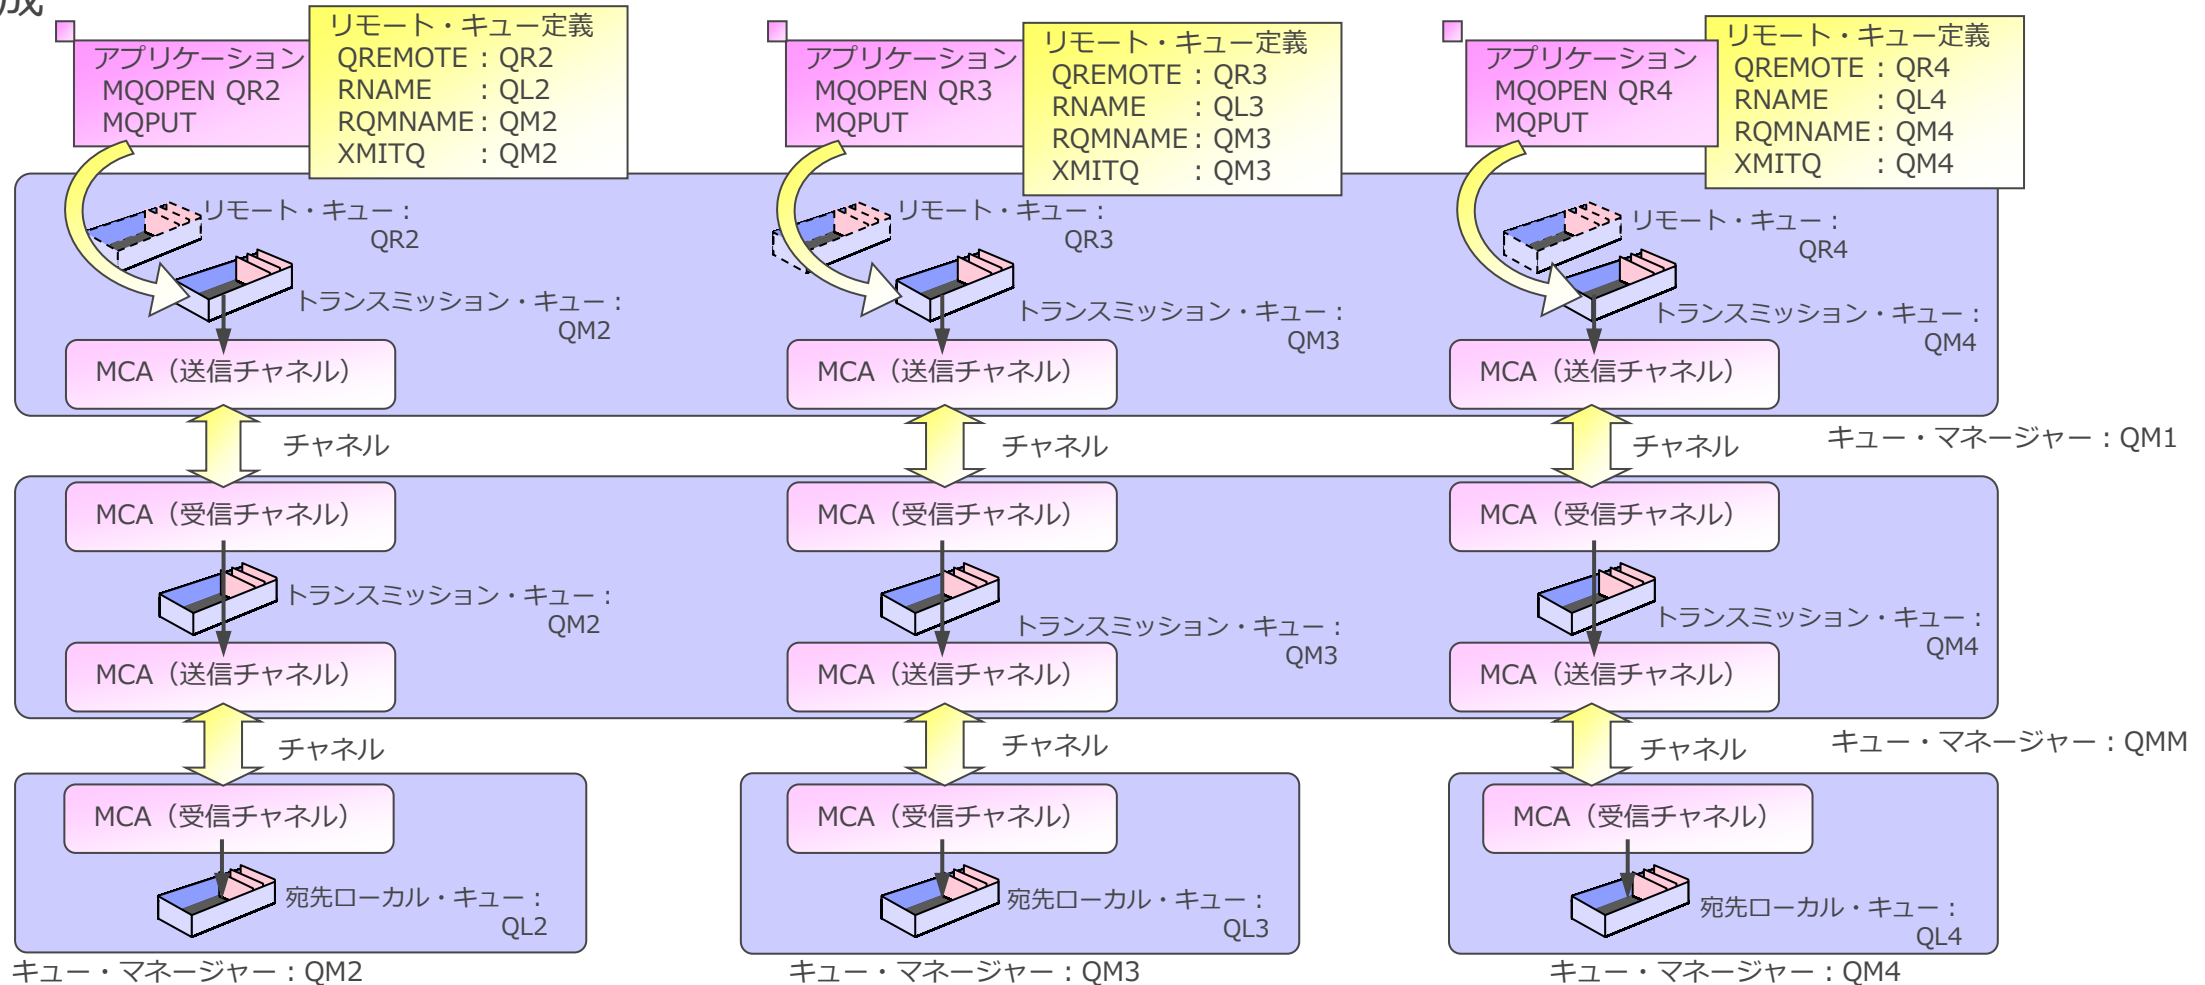 成
アプリケーション
MQOPEN QR2
MQPUT
リモート・キュー定義
QREMOTE : QR2
RNAME : QL2
RQMNAME : QM2
XMITQ : QM2
アプリケーション
MQOPEN QR3
MQPUT
リモート・キュー定義
QREMOTE : QR3
RNAME : QL3
RQMNAME : QM3
XMITQ : QM3
アプリケーション
MQOPEN QR4
MQPUT
リモート・キュー定義
QREMOTE : QR4
RNAME : QL4
RQMNAME : QM4
XMITQ : QM4
リモート・キュー：
QR2
トランスミッション・キュー：
QM2
MCA（送信チャネル）
リモート・キュー：
QR3
トランスミッション・キュー：
QM3
MCA（送信チャネル）
リモート・キュー：
QR4
トランスミッション・キュー：
QM4
MCA（送信チャネル）
チャネル
チャネル
チャネル
キュー・マネージャー：QM1
MCA（受信チャネル）
トランスミッション・キュー：
QM2
MCA（送信チャネル）
MCA（受信チャネル）
トランスミッション・キュー：
QM3
MCA（送信チャネル）
MCA（受信チャネル）
トランスミッション・キュー：
QM4
MCA（送信チャネル）
チャネル
チャネル
チャネル
キュー・マネージャー：QMM
MCA（受信チャネル）
宛先ローカル・キュー：
QL2
キュー・マネージャー：QM2
MCA（受信チャネル）
宛先ローカル・キュー：
QL3
キュー・マネージャー：QM3
MCA（受信チャネル）
宛先ローカル・キュー：
QL4
キュー・マネージャー：QM4